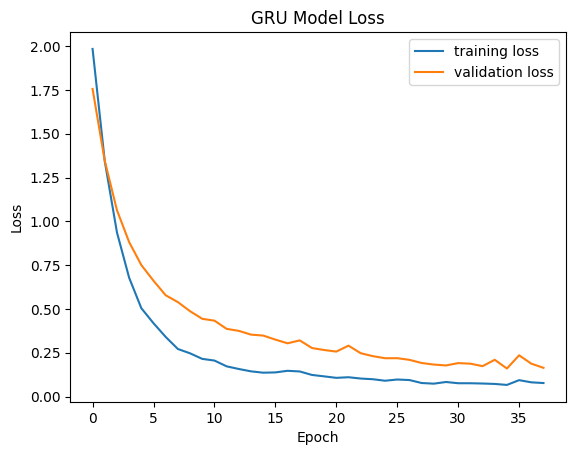 GRU Model Loss
training loss
validation loss
Loss
2.00
1.75
1.50
1.25
1.00
0.75
0.50
0.25
0.00
0 5 10 15 20 25 30 35
Epoch